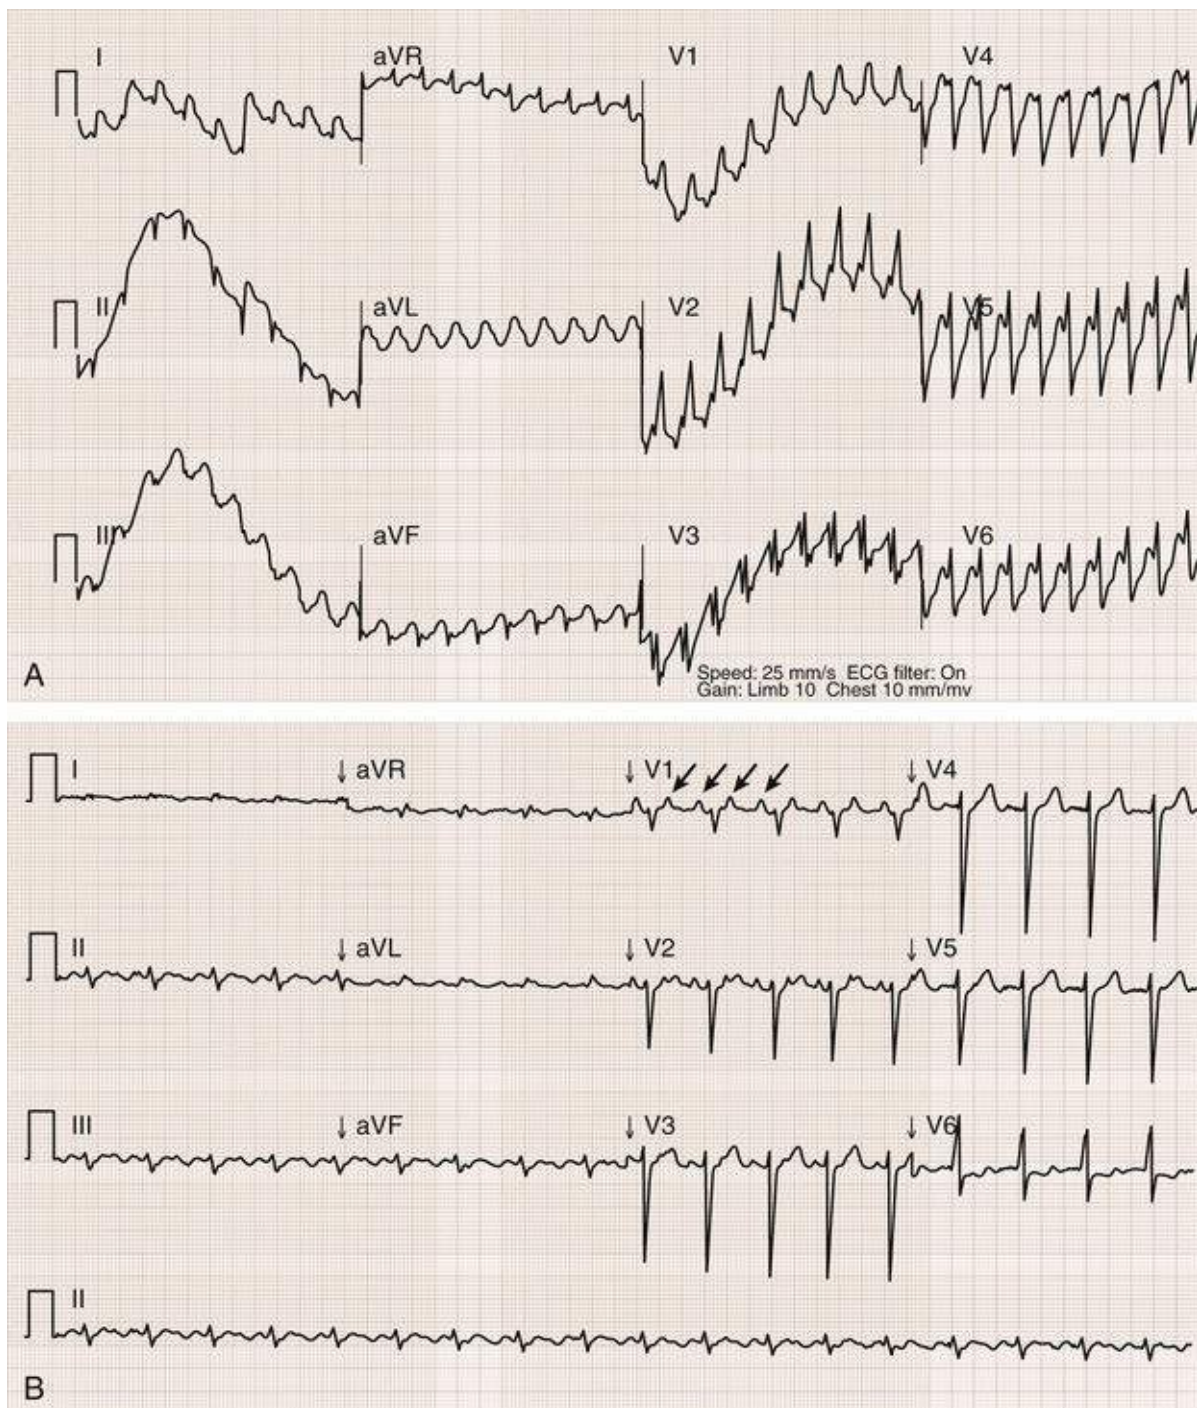 I aVR V1 V4
II aVL V2 V5
III aVF V3 V6
Speed: 25 mm/s ECG filter: On
Gain: Limb 10 Chest 10 mm/mv
A
I aVR V1 V4
II aVL V2 V5
III aVF V3 V6
II
B